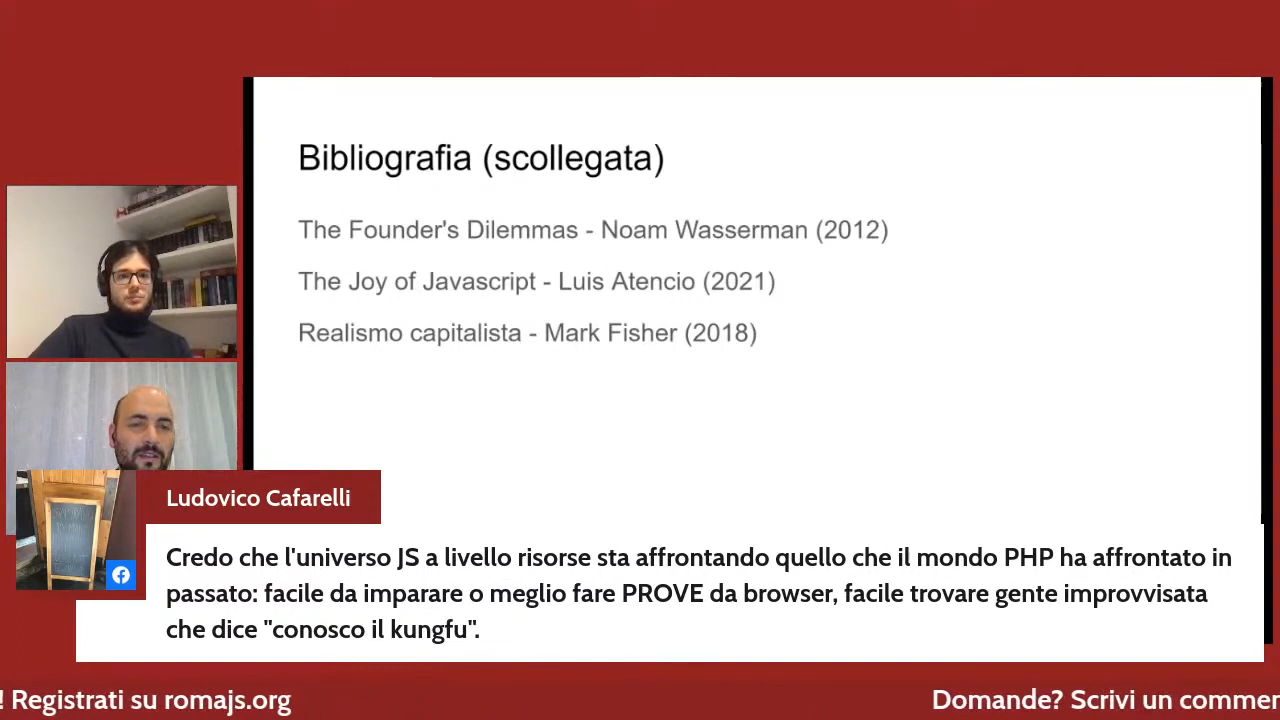 Bibliografia (scollegata)
The Founder's Dilemmas - Noam Wasserman (2012)
The Joy of Javascript - Luis Atencio (2021)
Realismo capitalista - Mark Fisher (2018)
Ludovico Cafarelli
Credo che l'universo JS a livello risorse sta affrontando quello che il mondo PHP ha affrontato in
passato: facile da imparare o meglio fare PROVE da browser, facile trovare gente improvvisata
che dice "conosco il kungfu".
! Registrati su romajs.org
Domande? Scrivi un commen